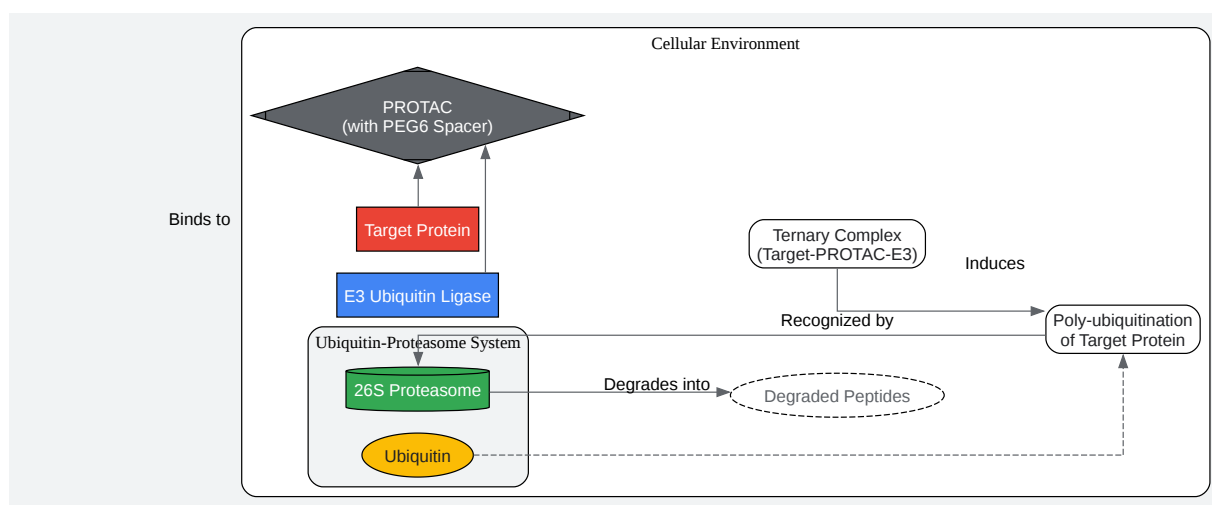 Cellular Environment
PROTAC
(with PEG6 Spacer)
Binds to
Target Protein
Ternary Complex
(Target-PROTAC-E3)
Induces
E3 Ubiquitin Ligase
Recognized by
Poly-ubiquitination
of Target Protein
Ubiquitin-Proteasome System
26S Proteasome
Degrades into
Degraded Peptides
Ubiquitin